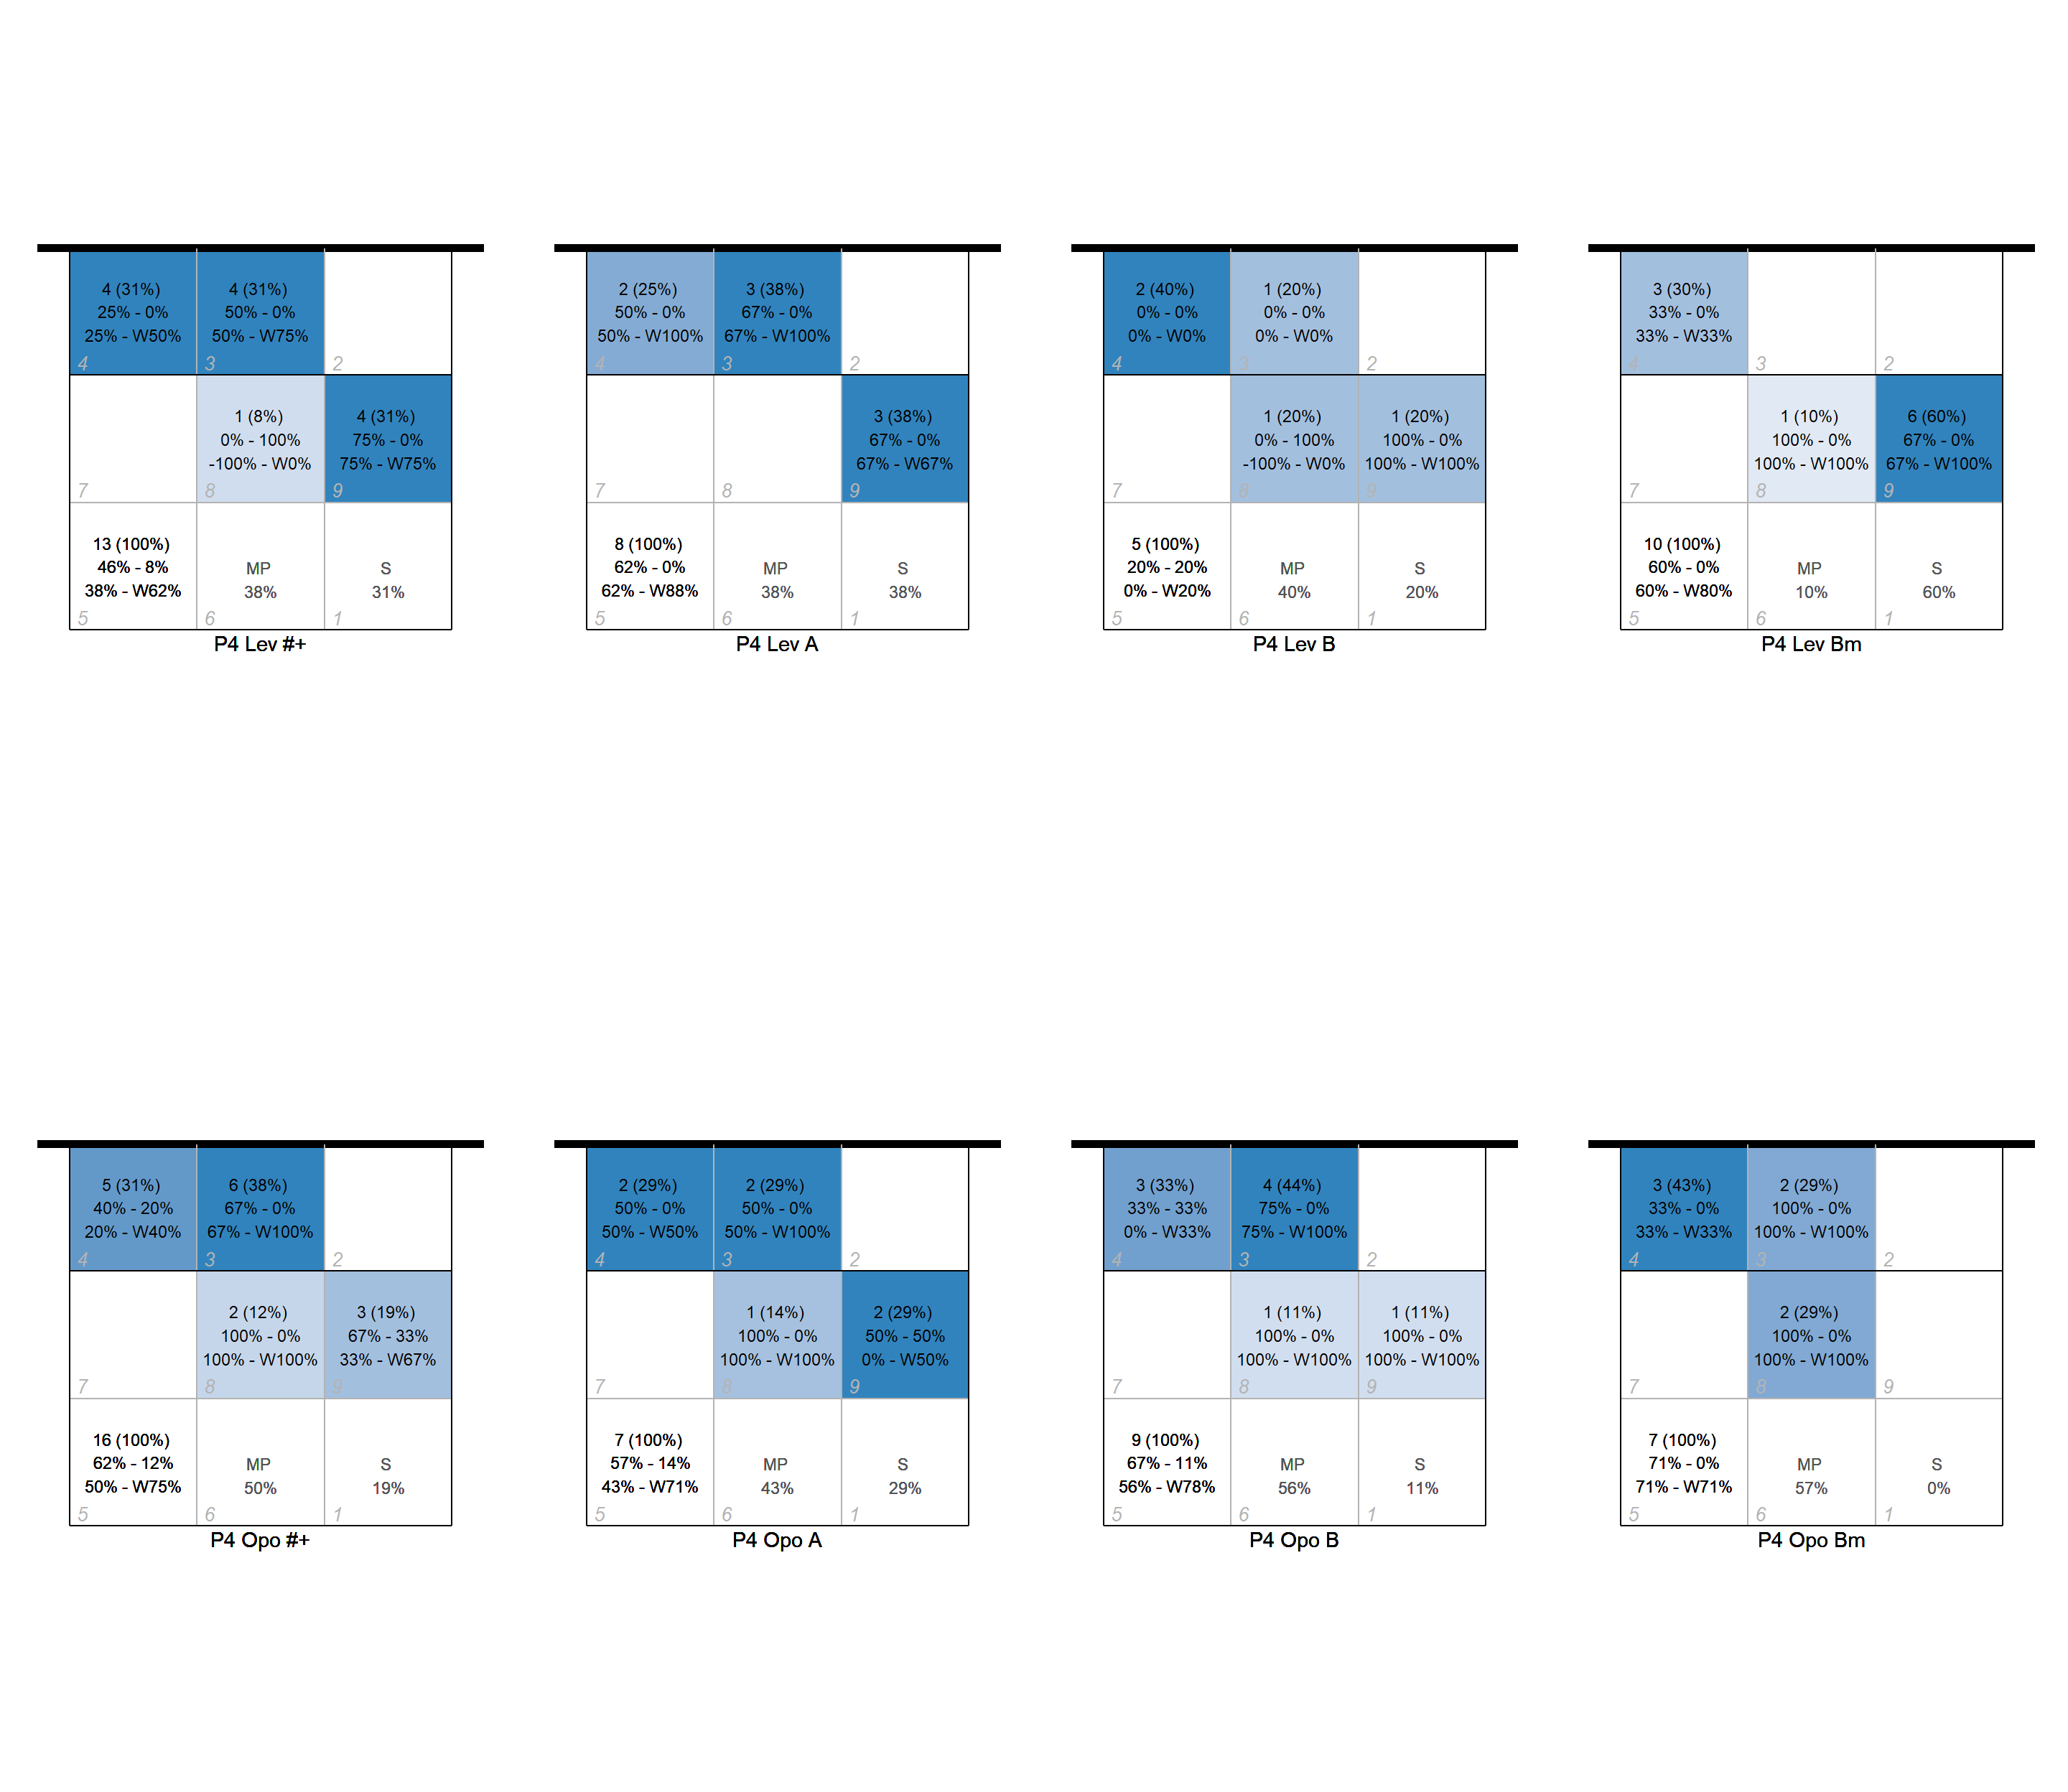 4 (31%)
25% - 0%
25% - W50%
4
4 (31%)
50% - 0%
50% - W75%
3
2
7
1 (8%)
0% - 100%
-100% - W0%
8
4 (31%)
75% - 0%
75% - W75%
9
13 (100%)
46% - 8%
38% - W62%
5
MP
38%
6
S
31%
1
P4 Lev #+
2 (25%)
50% - 0%
50% - W100%
4
3 (38%)
67% - 0%
67% - W100%
3
2
7
8
3 (38%)
67% - 0%
67% - W67%
9
8 (100%)
62% - 0%
62% - W88%
5
MP
38%
6
S
38%
1
P4 Lev A
2 (40%)
0% - 0%
0% - W0%
4
1 (20%)
0% - 0%
0% - W0%
3
2
7
1 (20%)
0% - 100%
-100% - W0%
8
1 (20%)
100% - 0%
100% - W100%
9
5 (100%)
20% - 20%
0% - W20%
5
MP
40%
6
S
20%
1
P4 Lev B
3 (30%)
33% - 0%
33% - W33%
4
3
2
7
1 (10%)
100% - 0%
100% - W100%
8
6 (60%)
67% - 0%
67% - W100%
9
10 (100%)
60% - 0%
60% - W80%
5
MP
10%
6
S
60%
1
P4 Lev Bm
5 (31%)
40% - 20%
20% - W40%
4
6 (38%)
67% - 0%
67% - W100%
3
2
7
2 (12%)
100% - 0%
100% - W100%
8
3 (19%)
67% - 33%
33% - W67%
9
16 (100%)
62% - 12%
50% - W75%
5
MP
50%
6
S
19%
1
P4 Opo #+
2 (29%)
50% - 0%
50% - W50%
4
2 (29%)
50% - 0%
50% - W100%
3
2
7
1 (14%)
100% - 0%
100% - W100%
8
2 (29%)
50% - 50%
0% - W50%
9
7 (100%)
57% - 14%
43% - W71%
5
MP
43%
6
S
29%
1
P4 Opo A
3 (33%)
33% - 33%
0% - W33%
4
4 (44%)
75% - 0%
75% - W100%
3
2
7
1 (11%)
100% - 0%
100% - W100%
8
1 (11%)
100% - 0%
100% - W100%
9
9 (100%)
67% - 11%
56% - W78%
5
MP
56%
6
S
11%
1
P4 Opo B
3 (43%)
33% - 0%
33% - W33%
4
2 (29%)
100% - 0%
100% - W100%
3
2
7
2 (29%)
100% - 0%
100% - W100%
8
9
7 (100%)
71% - 0%
71% - W71%
5
MP
57%
6
S
0%
1
P4 Opo Bm